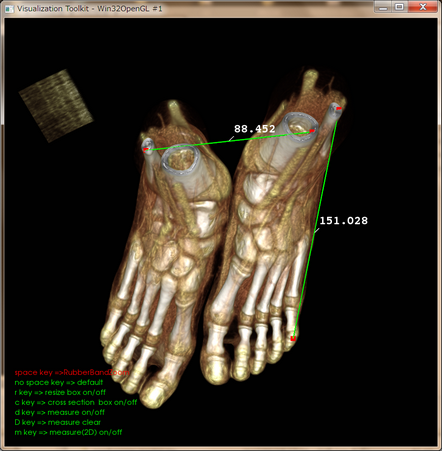 Visualization Toolkit - Win32OpenGL #1
88.452
151.028
space key =>RubberBand
no space key => default
r key => resize box on/off
c key => cross section box on/off
d key => measure on/off
D key => measure clear
m key => measure(2D) on/off